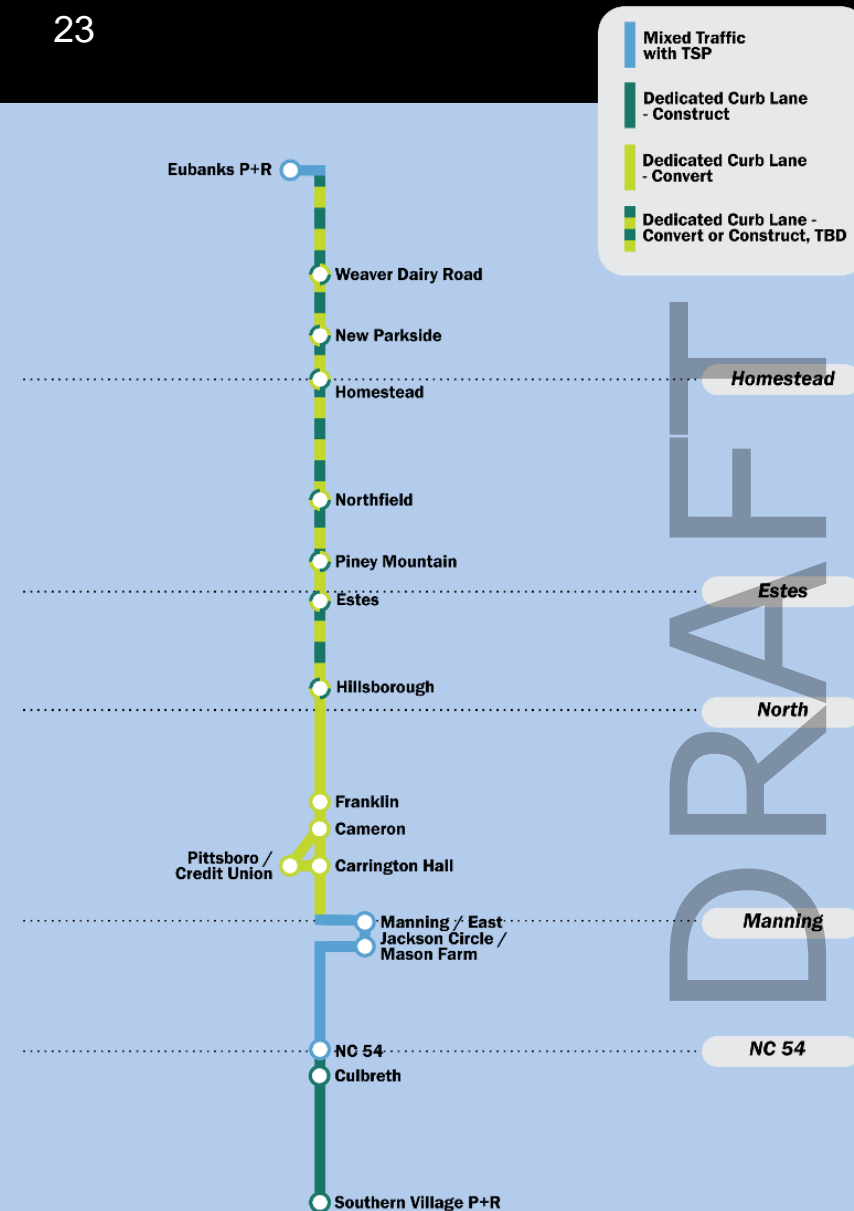 23
Mixed Traffic
with TSP
Dedicated Curb Lane
- Construct
Dedicated Curb Lane
- Convert
Dedicated Curb Lane -
Convert or Construct, TBD
Eubanks P+R
Weaver Dairy Road
New Parkside
Homestead
Homestead
Northfield
Piney Mountain
Estes
Estes
Hillsborough
North
Franklin
Cameron
Pittsboro /
Credit Union
Carrington Hall
Manning / East
Manning
Jackson Circle /
Mason Farm
NC 54
NC 54
Culbreth
Southern Village P+R
DRAFT